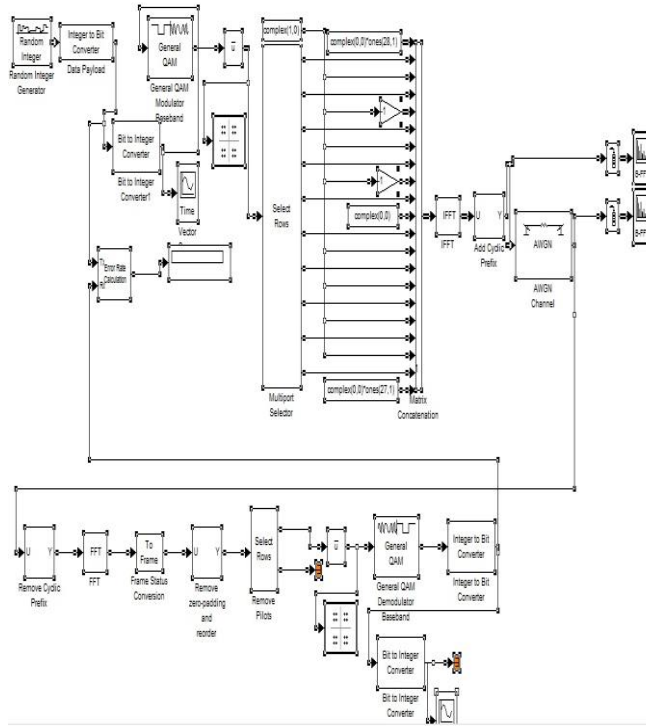 Random
Integer
Random Integer
Generator
Integer to Bit
Converter
Data Payload
General
QAM
General QAM
Modulator
Baseband
u
complex(1,0)
complex(0,0)*ones(28,1)
Bit to Integer
Converter
Bit to Integer
Converter1
Time
Vector
Select
Rows
-1
-1
complex(0,0)
IFFT
IFFT
U Y
Add Cyclic
Prefix
AWGN
AWGN
Channel
B-FF
B-FF
Error Rate
Calculation
complex(0,0)*ones(27,1)
Multiport
Selector
Matrix
Concatenation
U Y
Remove Cyclic
Prefix
FFT
FFT
To
Frame
Frame Status
Conversion
U Y
Remove
zero-padding
and
reorder
Select
Rows
Remove
Pilots
u
General
QAM
General QAM
Demodulator
Baseband
Integer to Bit
Converter
Integer to Bit
Converter
Bit to Integer
Converter
Bit to Integer
Converter